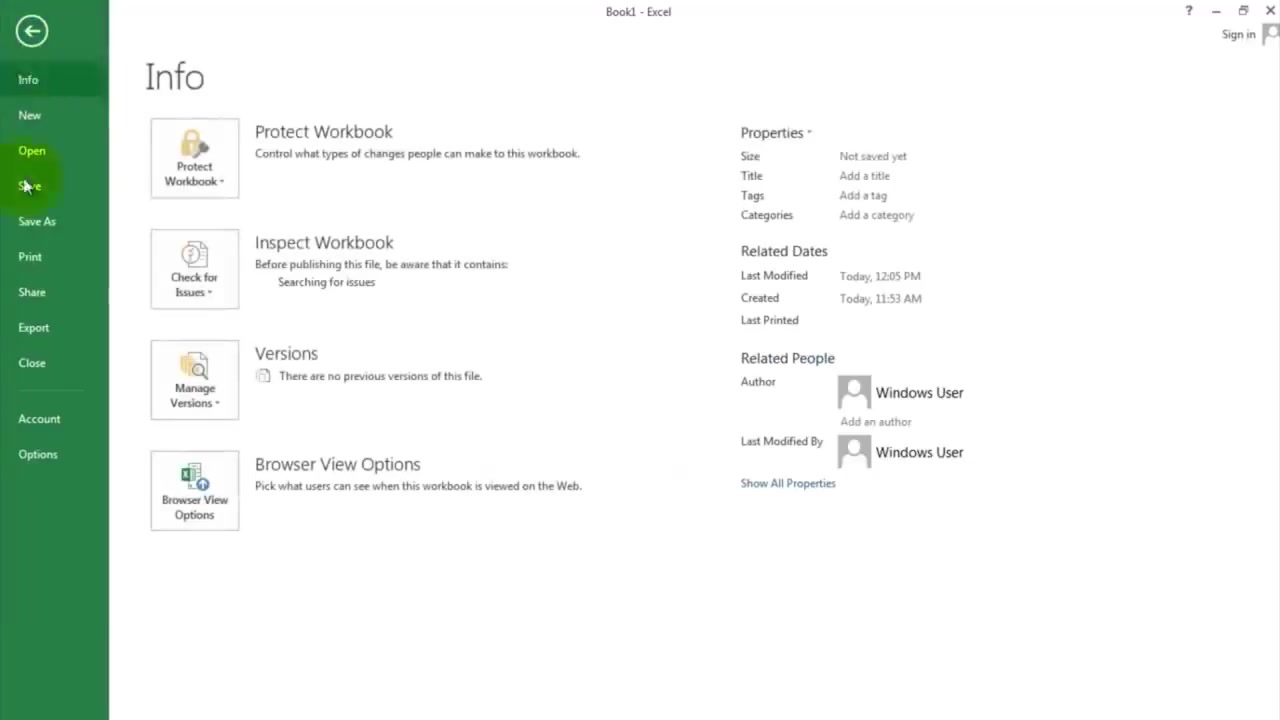 Book1 - Excel
?
Sign in
Info
New
Open
Save
Save As
Print
Share
Export
Close
Account
Options
Info
Protect
Workbook
Protect Workbook
Control what types of changes people can make to this workbook.
Check for
Issues
Inspect Workbook
Before publishing this file, be aware that it contains:
Searching for issues
Manage
Versions
Versions
There are no previous versions of this file.
Browser View
Options
Browser View Options
Pick what users can see when this workbook is viewed on the Web.
Properties
Size Not saved yet
Title Add a title
Tags Add a tag
Categories Add a category
Related Dates
Last Modified Today, 12:05 PM
Created Today, 11:53 AM
Last Printed
Related People
Author Windows User
Add an author
Last Modified By Windows User
Show All Properties